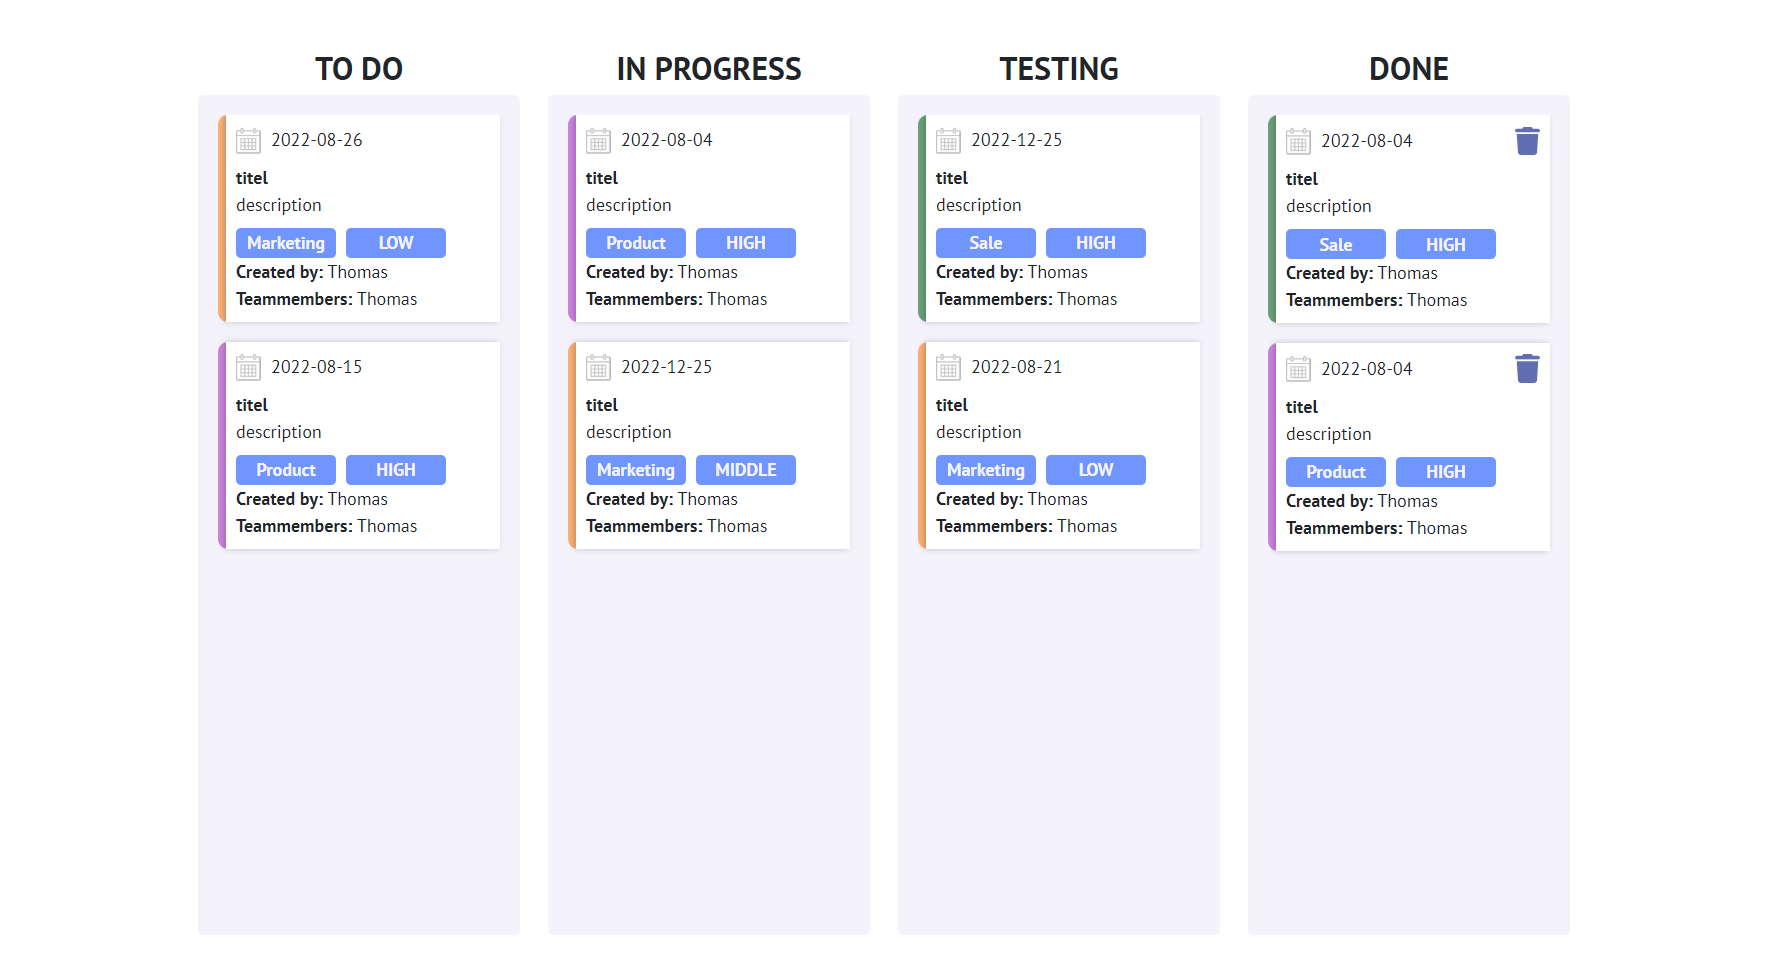 TO DO
2022-08-26
titel
description
Marketing LOW
Created by: Thomas
Teammembers: Thomas
2022-08-15
titel
description
Product HIGH
Created by: Thomas
Teammembers: Thomas
IN PROGRESS
2022-08-04
titel
description
Product HIGH
Created by: Thomas
Teammembers: Thomas
2022-12-25
titel
description
Marketing MIDDLE
Created by: Thomas
Teammembers: Thomas
TESTING
2022-12-25
titel
description
Sale HIGH
Created by: Thomas
Teammembers: Thomas
2022-08-21
titel
description
Marketing LOW
Created by: Thomas
Teammembers: Thomas
DONE
2022-08-04
titel
description
Sale HIGH
Created by: Thomas
Teammembers: Thomas
2022-08-04
titel
description
Product HIGH
Created by: Thomas
Teammembers: Thomas